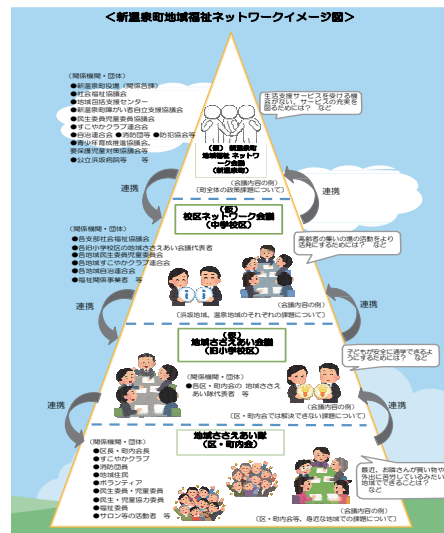 ＜新温泉町地域福祉ネットワークイメージ図＞
（関係機関・団体）
●新温泉町役場（関係各課）
●社会福祉協議会
●地域包括支援センター
●新温泉町障がい者自立支援協議会
●民生委員児童委員協議会
●すこやかクラブ連合会
●自治連合会 ●消防団等 ●防犯協会等
●青少年育成推進協議会、
要保護児童対策協議会等
●公立浜坂病院等　等
生活支援サービスを受ける機
会がない、サービスの充実を
図るためには？　など
（仮）　新温泉町
地域福祉 ネットワ
ーク会議
（新温泉町）
（会議内容の例）
〔町全体の政策課題について〕
連携
連携
（仮）
校区ネットワーク会議
（中学校区）
（関係機関・団体）
●各支部社会福祉協議会
●各旧小学校区の地域ささえあい会議代表者
●各地域民生委員児童委員会
●各地域すこやかクラブ連合会
●各地域自治連合会
●福祉関係事業者　等
高齢者の集いの場の活動をより
活発にするためには？　など
（会議内容の例）
〔浜坂地域、温泉地域のそれぞれの課題について〕
連携
連携
（仮）
地域ささえあい会議
（旧小学校区）
子どもが安全に通学できるよ
うにするためには？　など
（関係機関・団体）
●各区・町内会の 地域ささえ
あい隊代表者　等
（会議内容の例）
〔区・町内会では解決できない課題について〕
連携
連携
地域ささえあい隊
（区・町内会）
（関係機関・団体）
●区長・町内会長
●すこやかクラブ
●消防団員
●地域住民
●ボランティア
●民生委員・児童委員
●民生・児童協力委員
●福祉委員
●サロン等の活動者　等
最近、お隣さんが買い物や
外出に苦労しているみたい
地域でできることは？
など
（会議内容の例）
〔区・町内会等、身近な地域での課題について〕